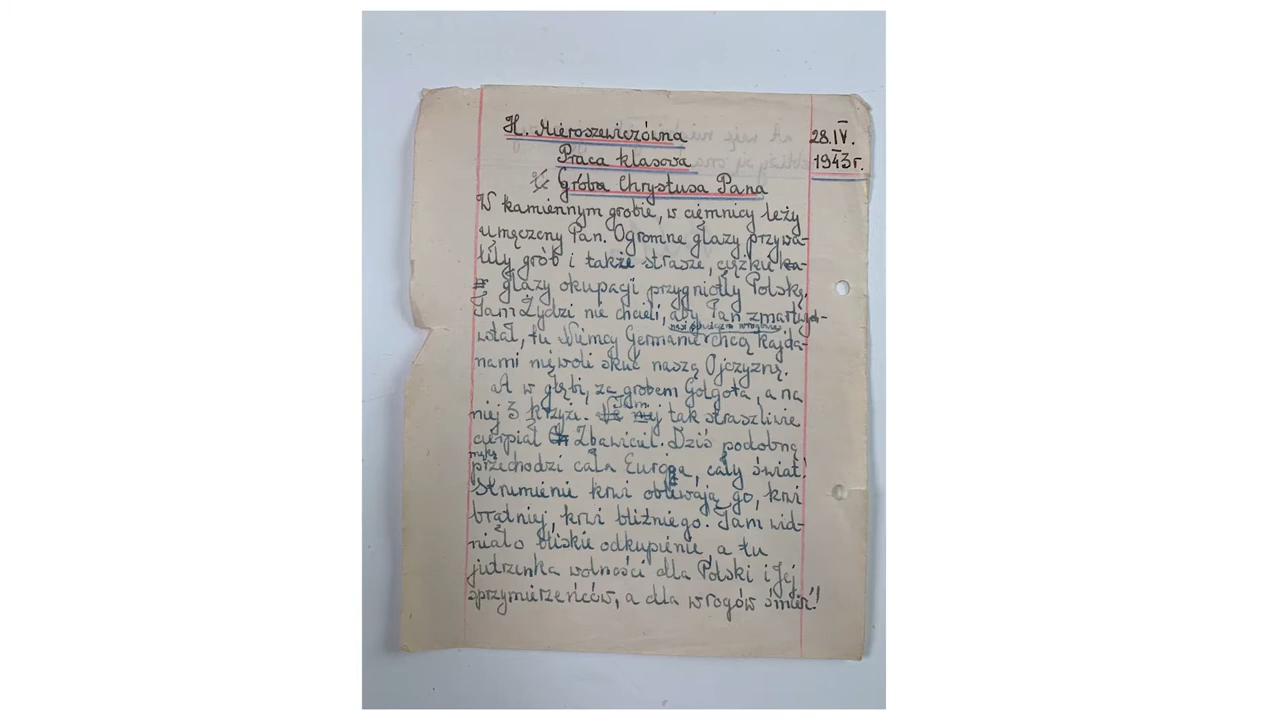 H. Mieroszewiczówna
28.IV.
1943 r.
Praca klasowa
Gróba Chrystusa Pana
W kamiennym grobie, w ciemnicy leży
umęczony Pan. Ogromne głazy przywa-
liły grób i także straże, ciężkie
głazy okupacji przygniotły Polskę.
Tam Żydzi nie chcieli, aby Pan zmartwych-
wstał, tu Niemcy Germanie chcą kajda-
nami niewoli skuć naszą Ojczyznę.
A w głębi, za grobem Golgota, a na
niej 3 krzyże. Tam tak straszliwie
cierpiał Zbawiciel. Dziś podobną
mękę
przechodzi cała Europa, cały świat!
Strumienie krwi oblewają go, krwi
bratniej, krwi bliźniego. Tam wid-
niało bliskie odkupienie, a tu
jutrzenka wolności dla Polski i Jej
sprzymierzeńców, a dla wrogów śmierć!